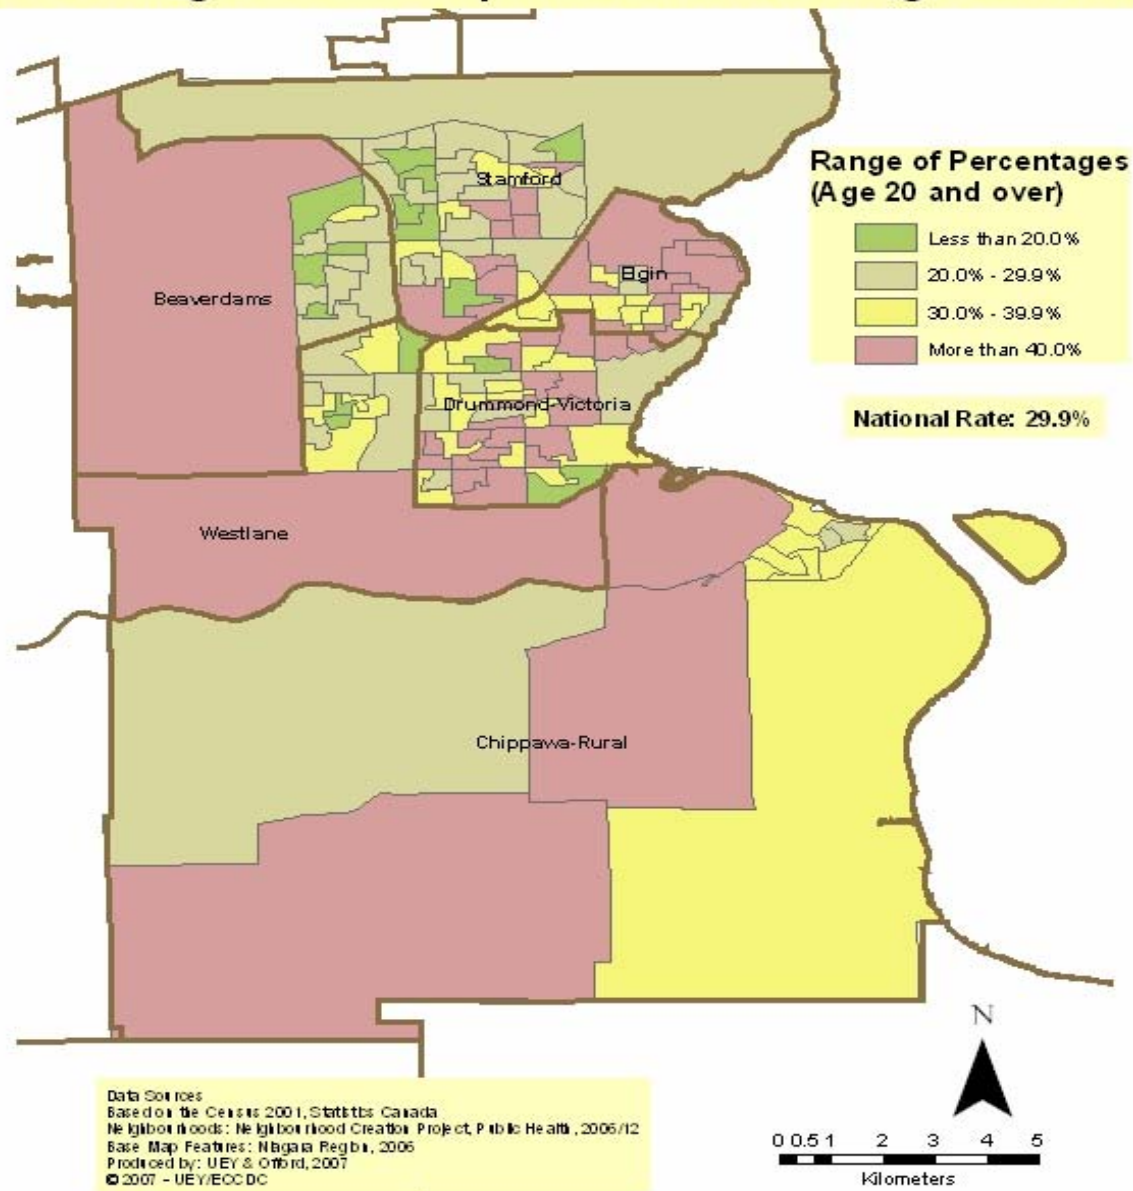 Range of Percentages
(Age 20 and over)
Less than 20.0%
20.0% - 29.9%
30.0% - 39.9%
More than 40.0%
National Rate: 29.9%
Stamford
Elgin
Beaverdams
Drummond-Victoria
Westlane
Chippawa-Rural
N
Data Sources
Based on the Census 2001, Statistics Canada
Neighbourhoods: Neighbourhood Creation Project, Public Health, 2006/12
Base Map Features: Niagara Region, 2006
Produced by: UEY & Offord, 2007
© 2007 - UEY/ECCDC
0 0.5 1 2 3 4 5
Kilometers